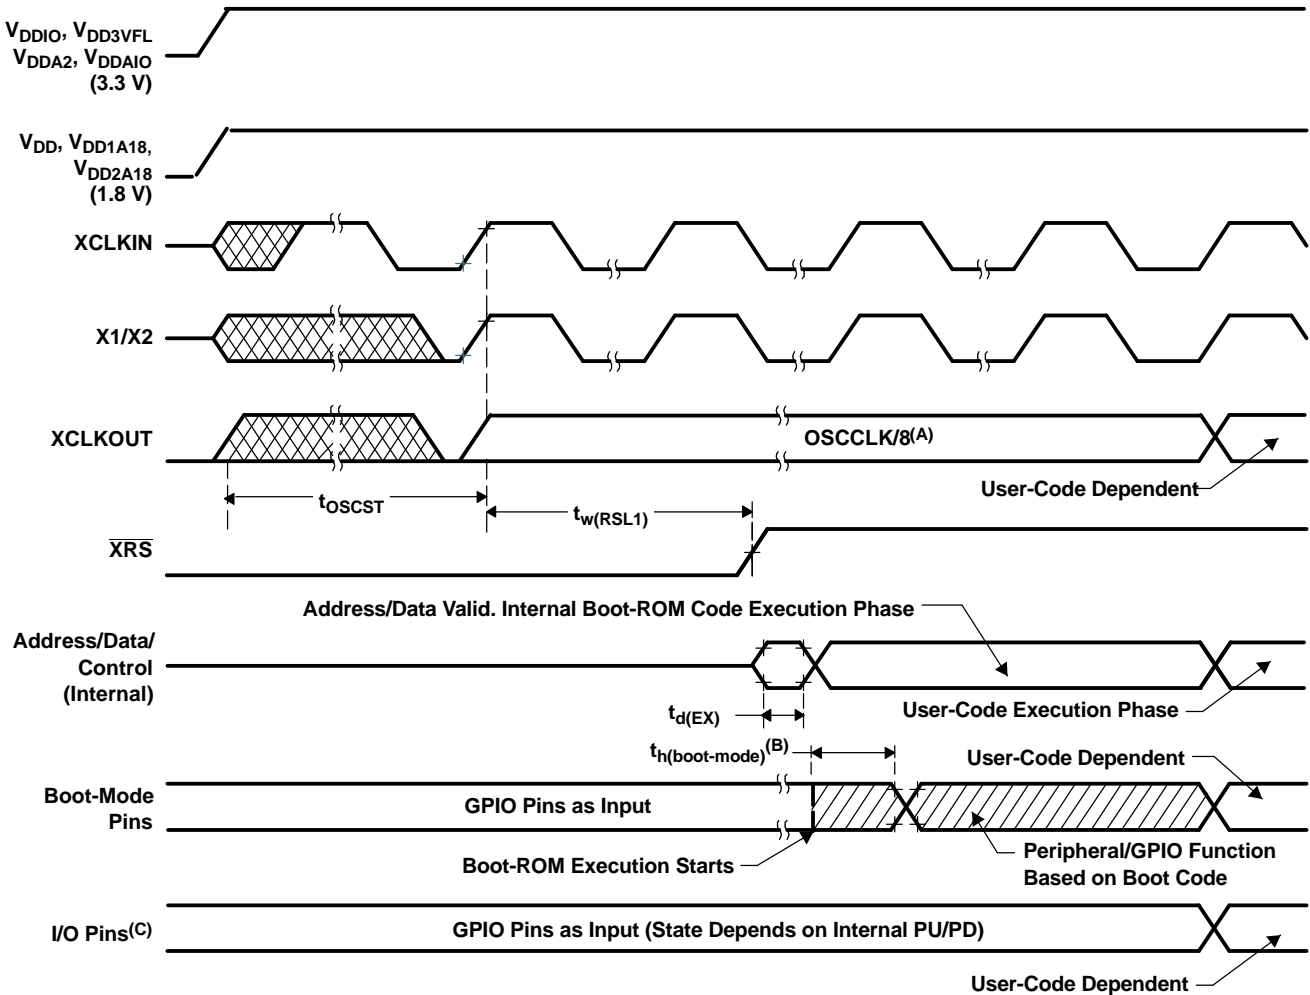 VDDIO, VDD3VFL
VDDA2, VDDAIO
(3.3 V)
VDD, VDD1A18,
VDD2A18
(1.8 V)
XCLKIN
X1/X2
XCLKOUT
OSCCLK/8(A)
User-Code Dependent
tOSCST
tw(RSL1)
XRS
Address/Data Valid. Internal Boot-ROM Code Execution Phase
Address/Data/
Control
(Internal)
td(EX)
User-Code Execution Phase
th(boot-mode)(B)
User-Code Dependent
Boot-Mode
Pins
GPIO Pins as Input
Boot-ROM Execution Starts
Peripheral/GPIO Function
Based on Boot Code
I/O Pins(C)
GPIO Pins as Input (State Depends on Internal PU/PD)
User-Code Dependent